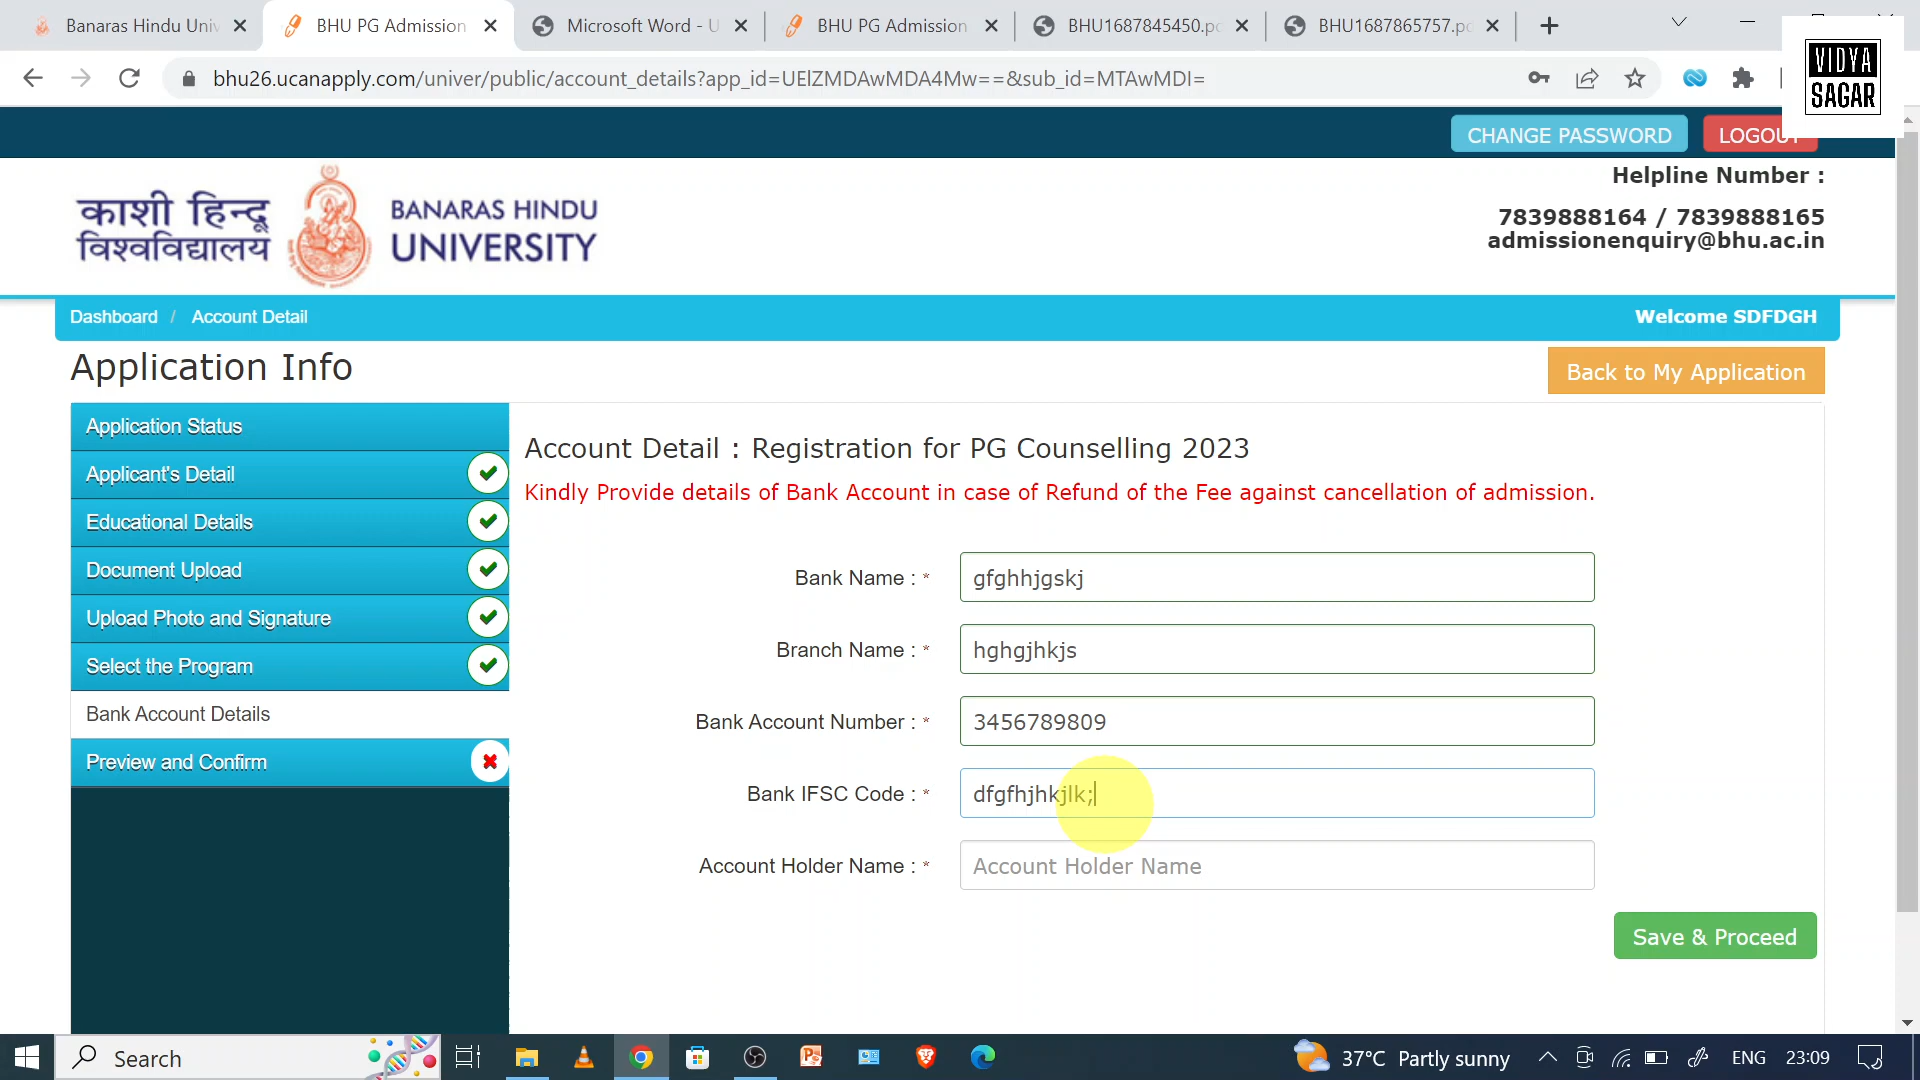 Banaras Hindu Univ
BHU PG Admission
Microsoft Word - U
BHU PG Admission
BHU1687845450.pd
BHU1687865757.pd
bhu26.ucanapply.com/univer/public/account_details?app_id=UElZMDAwMDA4Mw==&sub_id=MTAwMDI=
VIDYA
SAGAR
CHANGE PASSWORD
LOGOUT
काशी हिन्दू
विश्वविद्यालय
BANARAS HINDU
UNIVERSITY
Helpline Number :
7839888164 / 7839888165
admissionenquiry@bhu.ac.in
Dashboard / Account Detail
Welcome SDFDGH
Application Info
Back to My Application
Application Status
Applicant's Detail
Educational Details
Document Upload
Upload Photo and Signature
Select the Program
Bank Account Details
Preview and Confirm
Account Detail : Registration for PG Counselling 2023
Kindly Provide details of Bank Account in case of Refund of the Fee against cancellation of admission.
Bank Name : * gfghhjgskj
Branch Name : * hghgjhkjs
Bank Account Number : * 3456789809
Bank IFSC Code : * dfgfhjhkjlk;
Account Holder Name : * Account Holder Name
Save & Proceed
Search
37°C Partly sunny
ENG
23:09